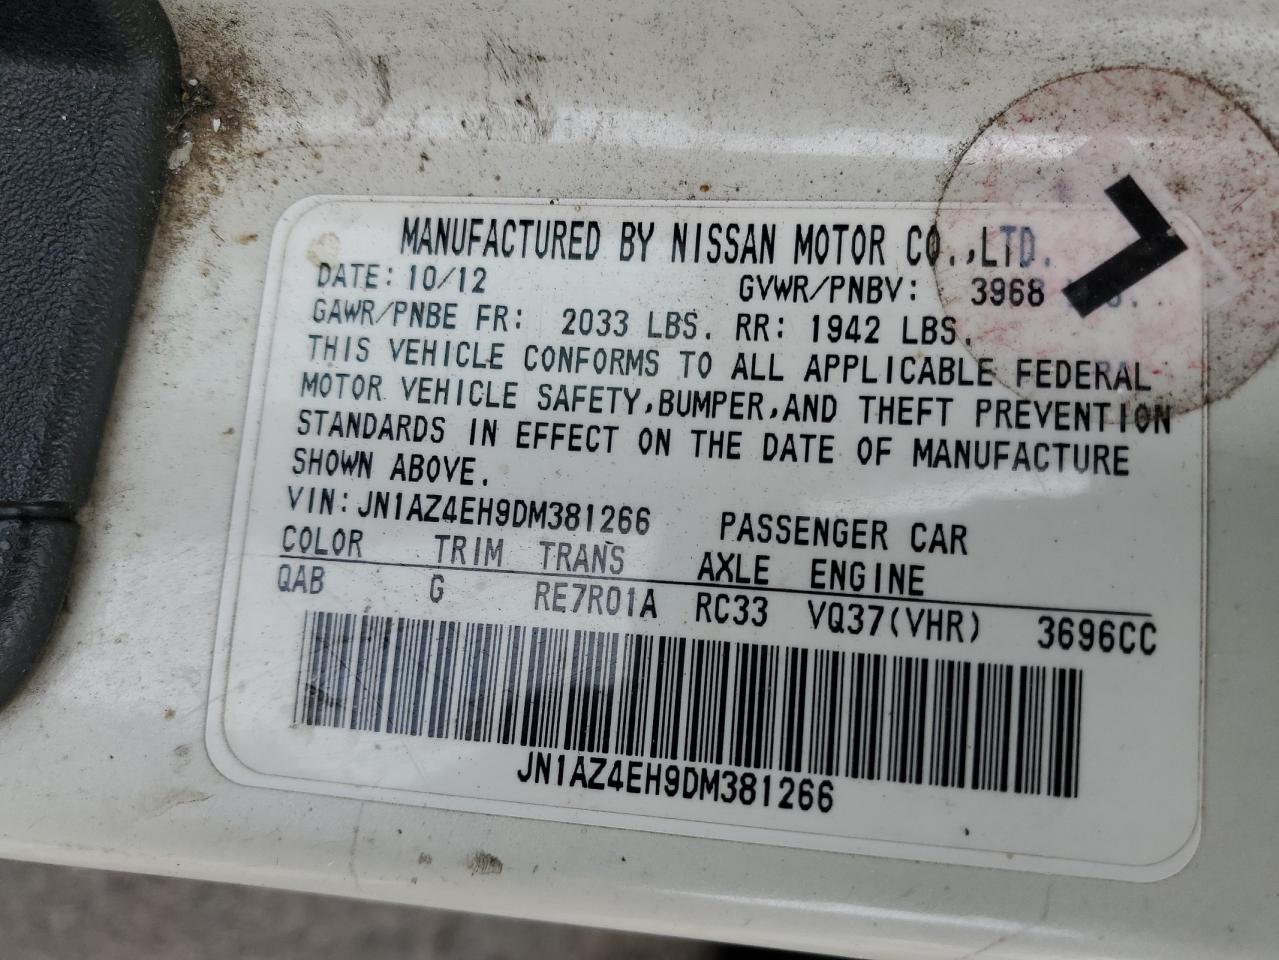 MANUFACTURED BY NISSAN MOTOR CO.,LTD.
DATE: 10/12 GVWR/PNBV: 3968
GAWR/PNBE FR: 2033 LBS. RR: 1942 LBS.
THIS VEHICLE CONFORMS TO ALL APPLICABLE FEDERAL
MOTOR VEHICLE SAFETY,BUMPER,AND THEFT PREVENTION
STANDARDS IN EFFECT ON THE DATE OF MANUFACTURE
SHOWN ABOVE.
VIN:JN1AZ4EH9DM381266 PASSENGER CAR
COLOR TRIM TRANS AXLE ENGINE
QAB G RE7R01A RC33 VQ37(VHR) 3696CC
JN1AZ4EH9DM381266